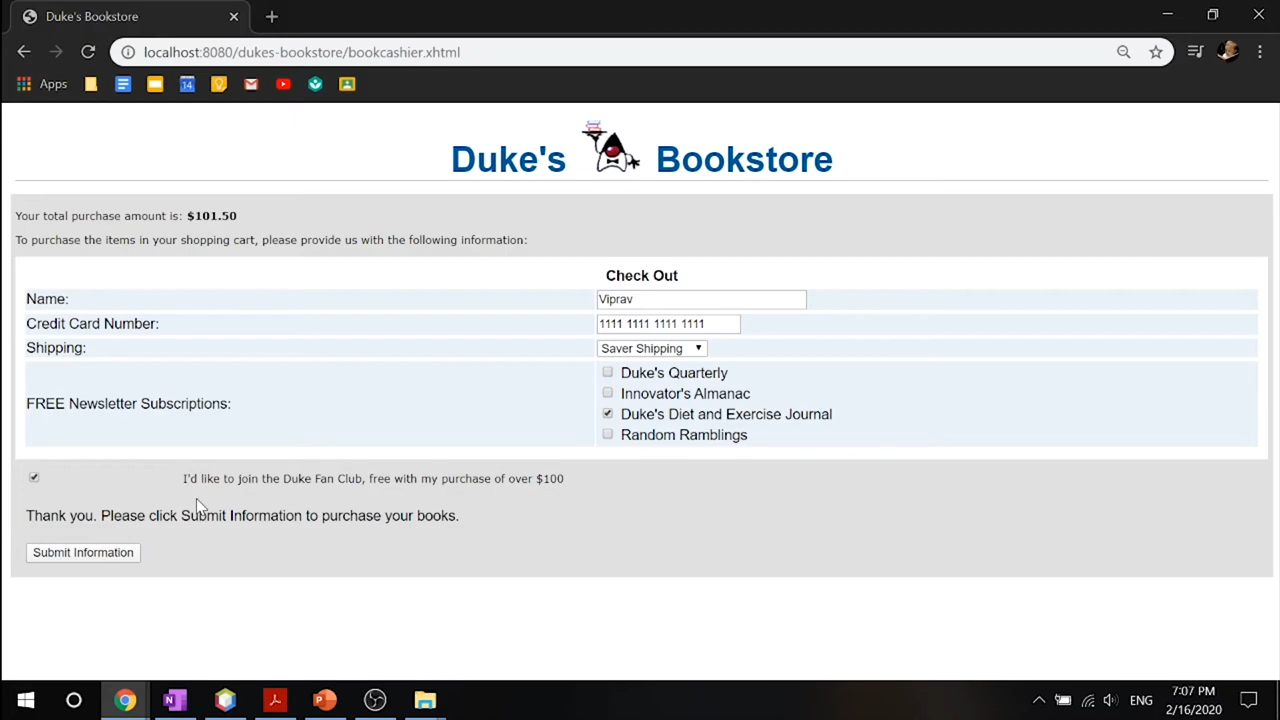 Duke's Bookstore
localhost:8080/dukes-bookstore/bookcashier.xhtml
Apps
14
Duke's Bookstore
Your total purchase amount is: $101.50
To purchase the items in your shopping cart, please provide us with the following information:
Check Out
Name: Viprav
Credit Card Number: 1111 1111 1111 1111
Shipping: Saver Shipping
Duke's Quarterly
Innovator's Almanac
FREE Newsletter Subscriptions:
Duke's Diet and Exercise Journal
Random Ramblings
I'd like to join the Duke Fan Club, free with my purchase of over $100
Thank you. Please click Submit Information to purchase your books.
Submit Information
ENG
7:07 PM
2/16/2020